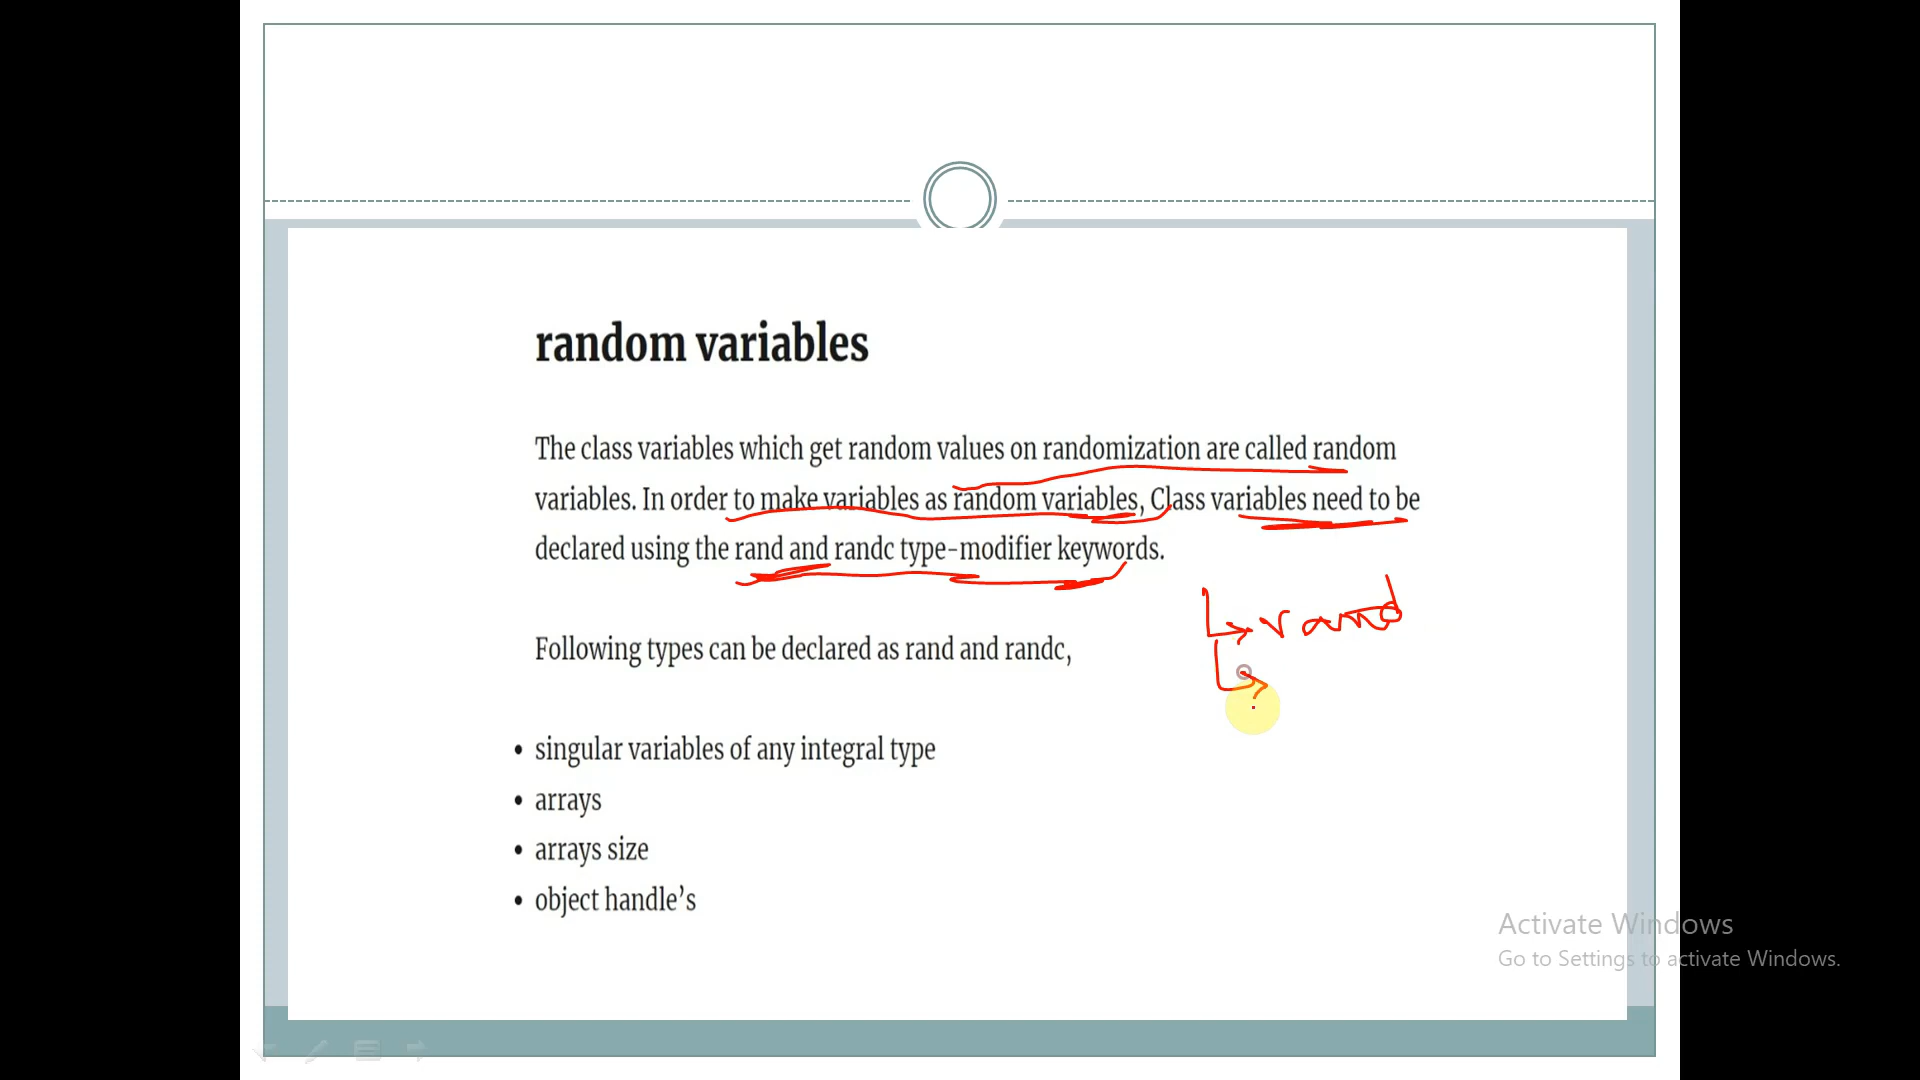 random variables
The class variables which get random values on randomization are called random
variables. In order to make variables as random variables, Class variables need to be
declared using the rand and randc type-modifier keywords.
rand
Following types can be declared as rand and randc,
• singular variables of any integral type
• arrays
• arrays size
• object handle’s
Activate Windows
Go to Settings to activate Windows.